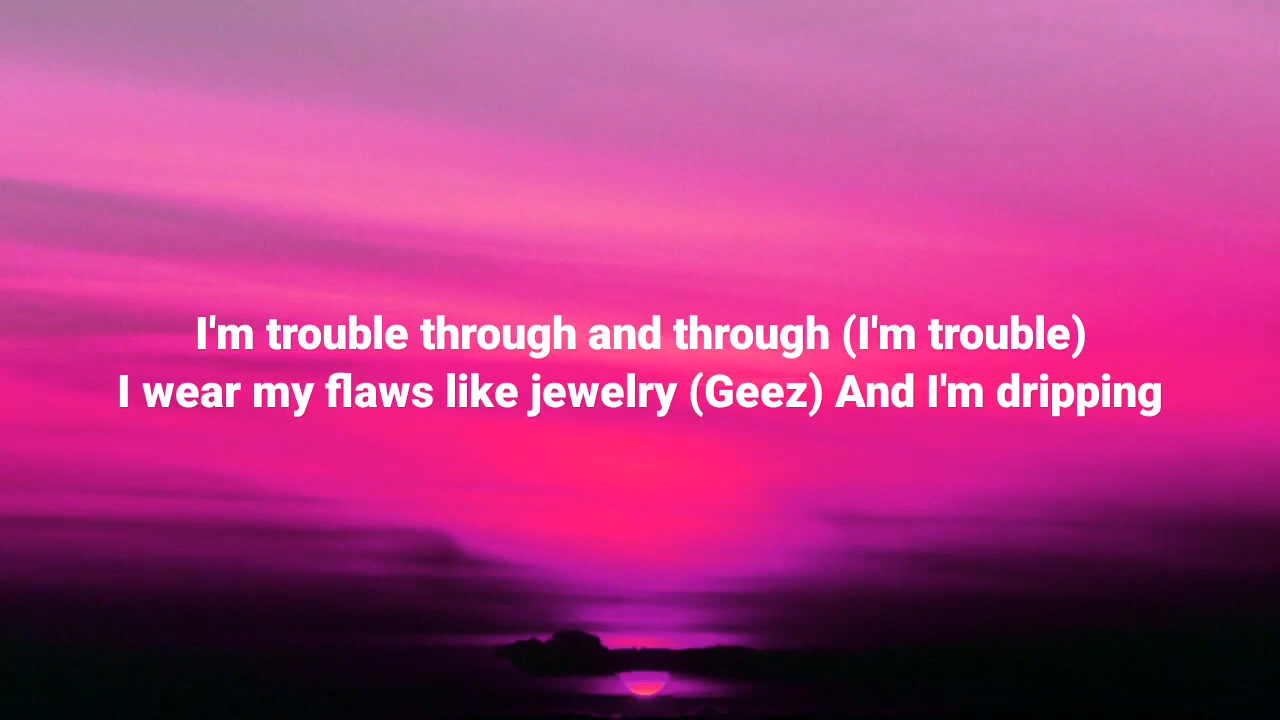 I'm trouble through and through (I'm trouble)
I wear my flaws like jewelry (Geez) And I'm dripping